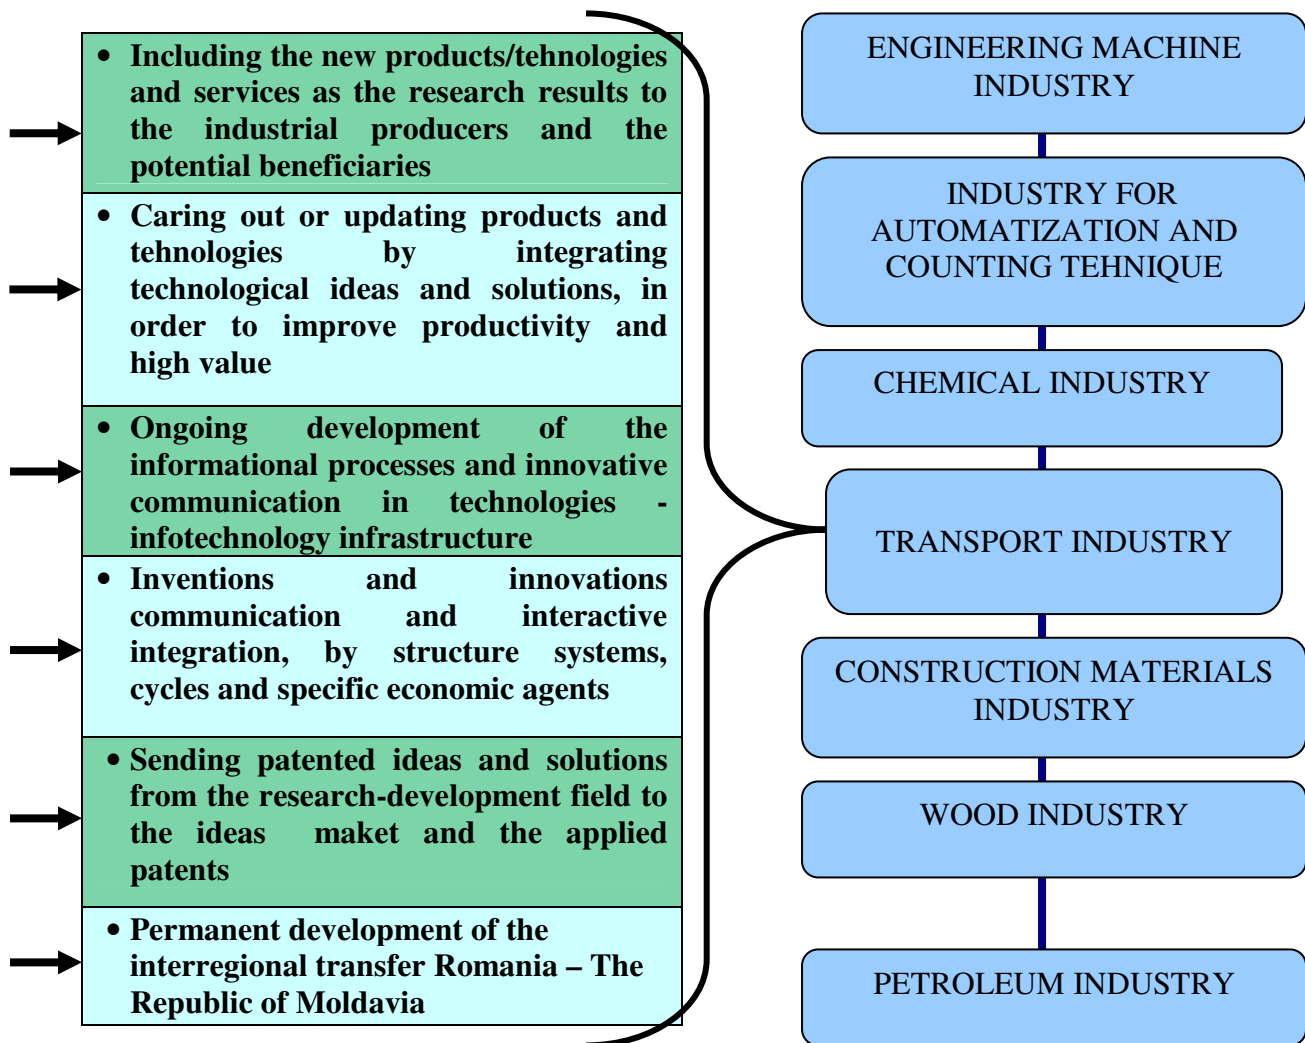 • Including the new products/tehnologies
and services as the research results to
the industrial producers and the
potential beneficiaries
• Caring out or updating products and
tehnologies by integrating
technological ideas and solutions, in
order to improve productivity and
high value
• Ongoing development of the
informational processes and innovative
communication in technologies -
infotechnology infrastructure
• Inventions and innovations
communication and interactive
integration, by structure systems,
cycles and specific economic agents
• Sending patented ideas and solutions
from the research-development field to
the ideas maket and the applied
patents
• Permanent development of the
interregional transfer Romania – The
Republic of Moldavia
ENGINEERING MACHINE
INDUSTRY
INDUSTRY FOR
AUTOMATIZATION AND
COUNTING TEHNIQUE
CHEMICAL INDUSTRY
TRANSPORT INDUSTRY
CONSTRUCTION MATERIALS
INDUSTRY
WOOD INDUSTRY
PETROLEUM INDUSTRY